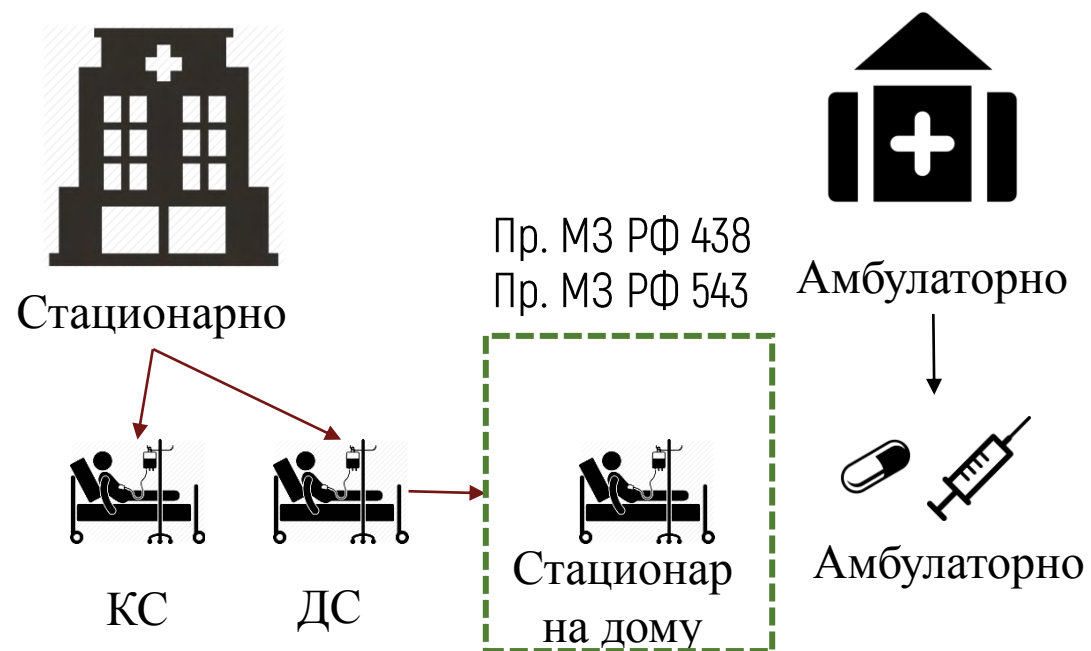 Пр. МЗ РФ 438
Пр. МЗ РФ 543
Стационарно
Амбулаторно
КС
ДС
Стационар
на дому
Амбулаторно